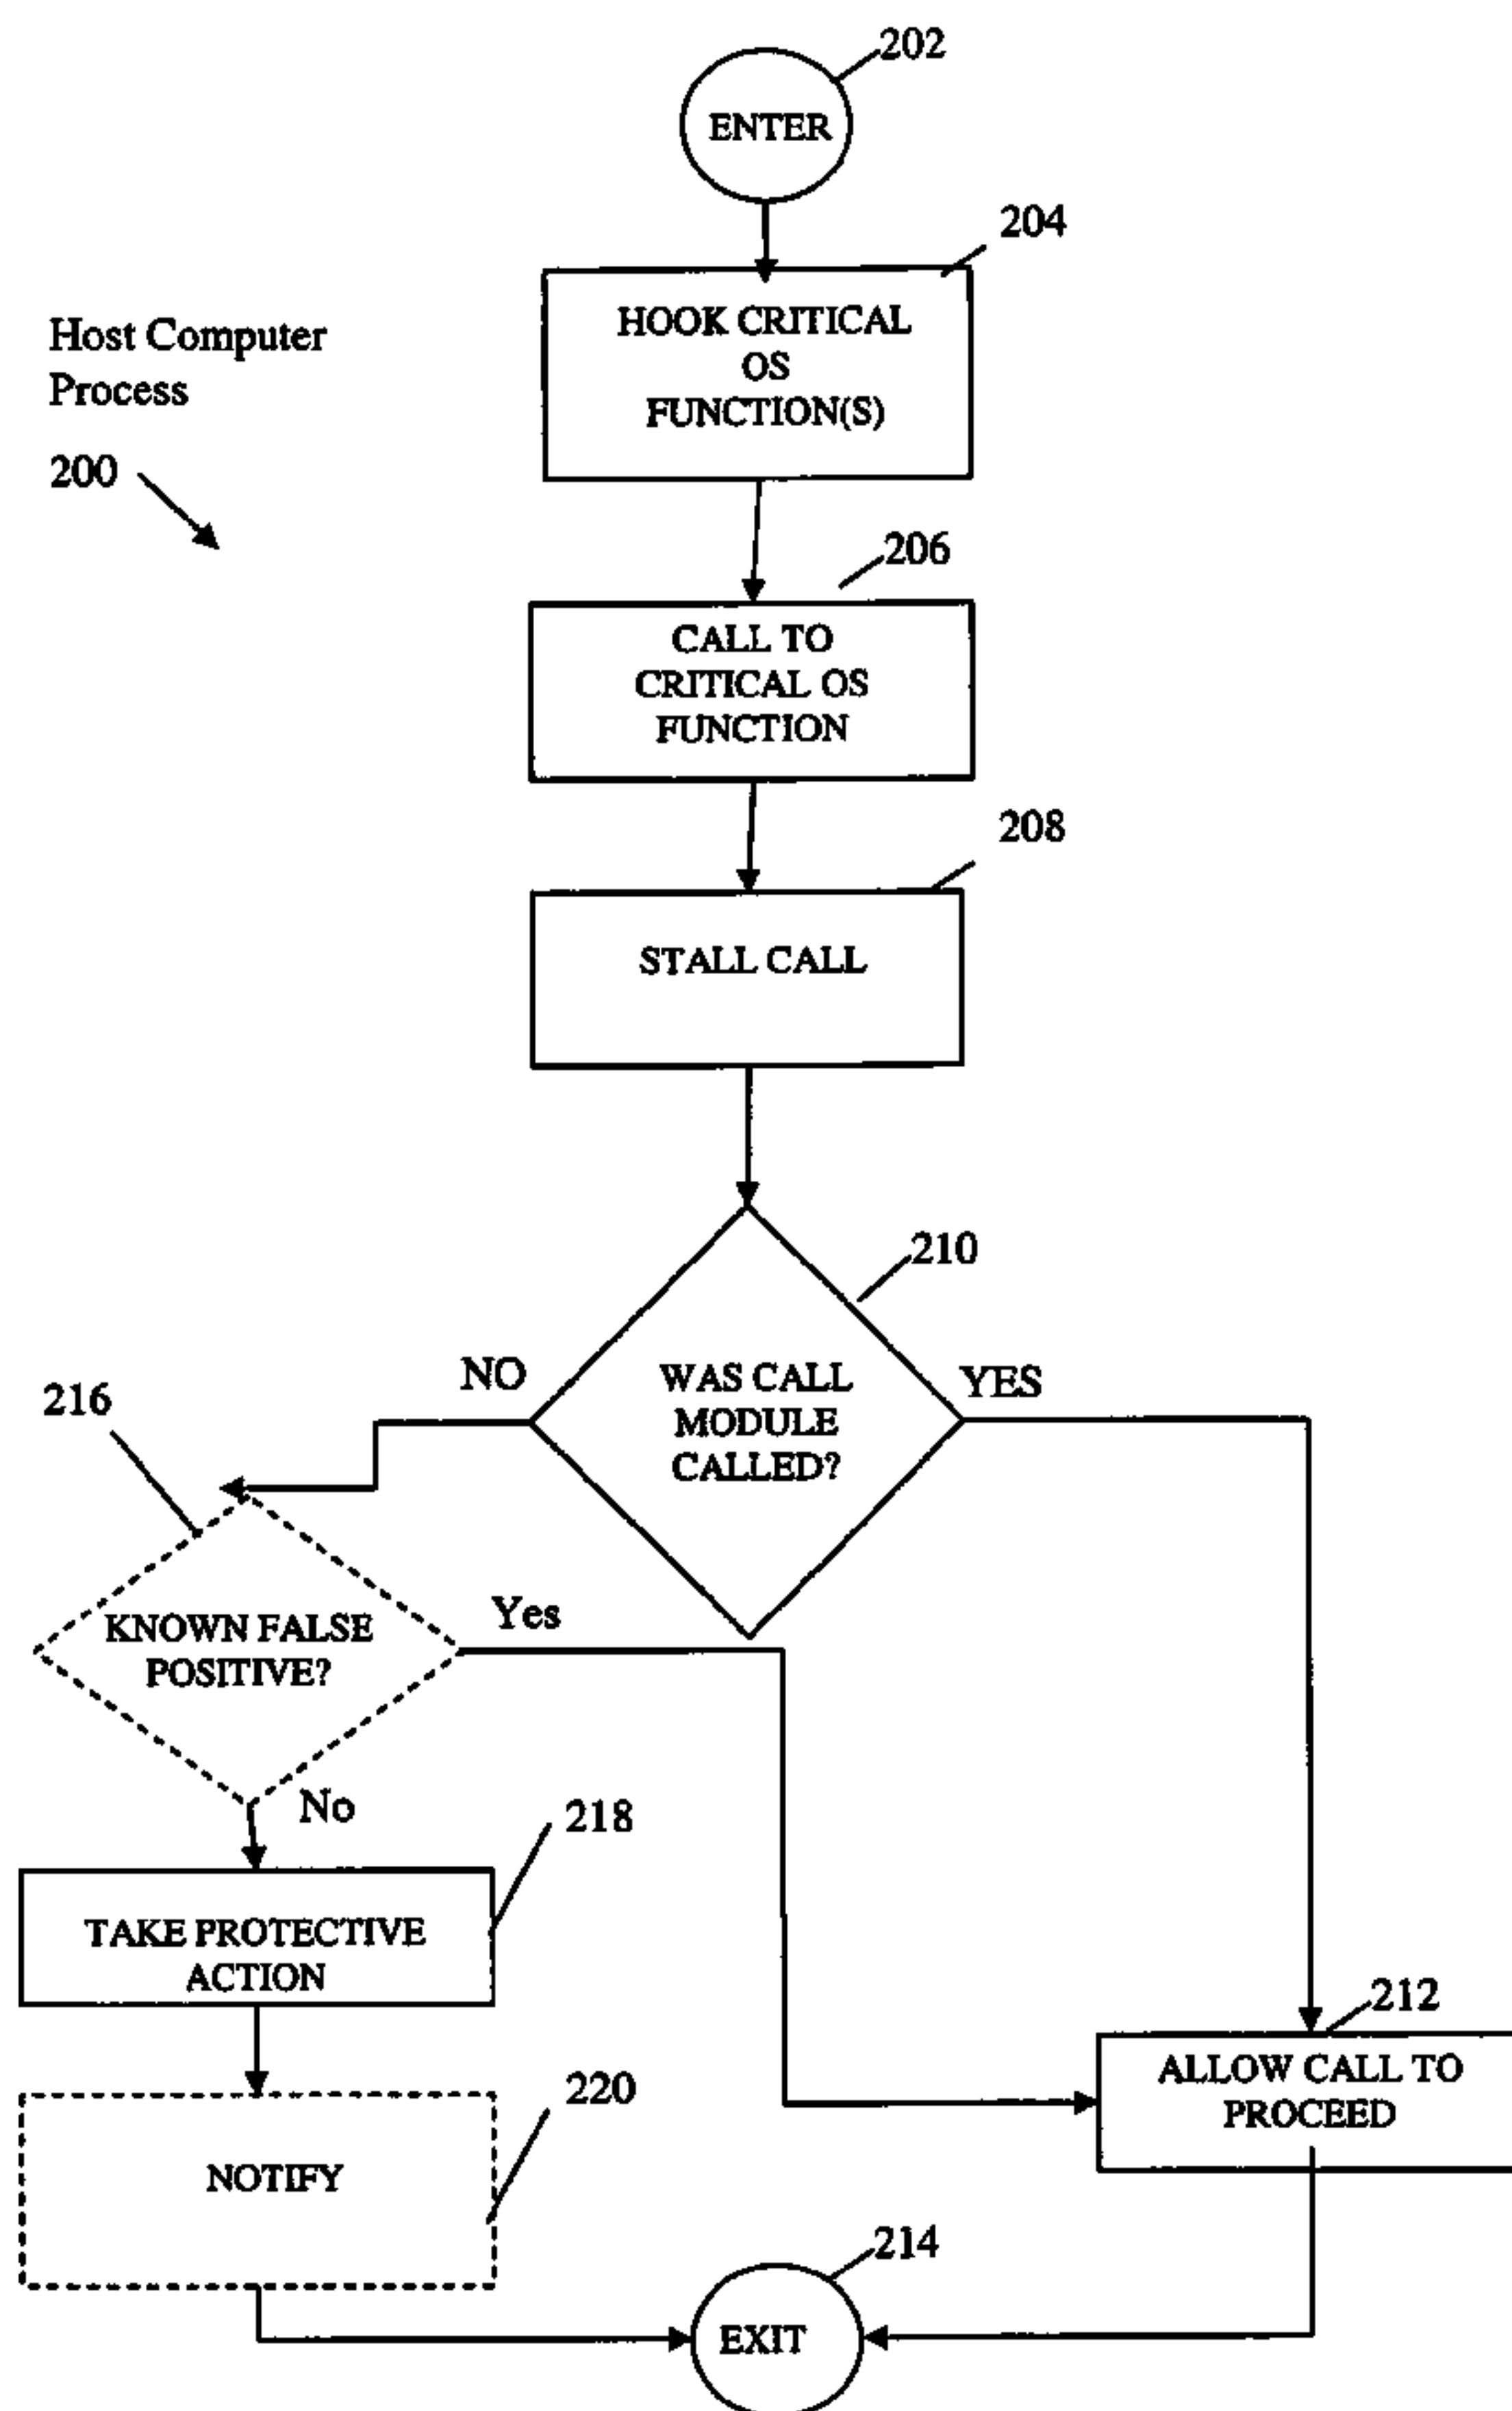 202
ENTER
204
HOOK CRITICAL
OS
FUNCTION(S)
Host Computer
Process
200
206
CALL TO
CRITICAL OS
FUNCTION
208
STALL CALL
210
NO
WAS CALL
MODULE
CALLED?
YES
216
KNOWN FALSE
POSITIVE?
Yes
No
218
TAKE PROTECTIVE
ACTION
212
ALLOW CALL TO
PROCEED
220
NOTIFY
214
EXIT